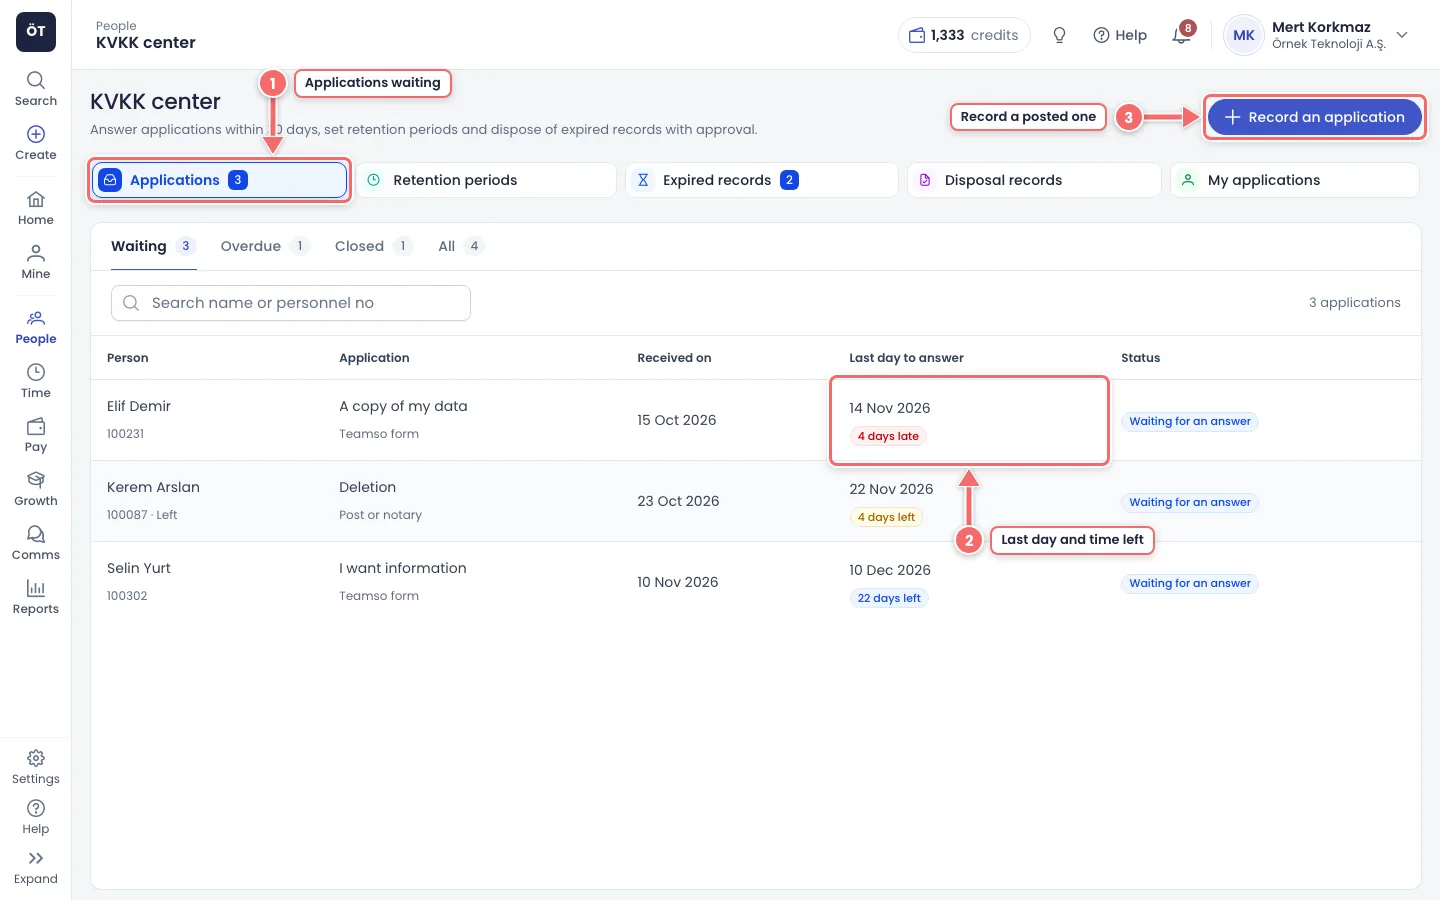 ÖT
People
KVKK center
1,333 credits
Help
8
MK
Mert Korkmaz
Örnek Teknoloji A.Ş.
Search
Create
Home
Mine
People
Time
Pay
Growth
Comms
Reports
Settings
Help
Expand
1
Applications waiting
KVKK center
Answer applications within days, set retention periods and dispose of expired records with approval.
Record a posted one
3
Record an application
Applications 3
Retention periods
Expired records 2
Disposal records
My applications
Waiting 3
Overdue 1
Closed 1
All 4
Search name or personnel no
3 applications
Person Application Received on Last day to answer Status
Elif Demir A copy of my data 15 Oct 2026 14 Nov 2026 Waiting for an answer
100231 Teamso form 4 days late
Kerem Arslan Deletion 23 Oct 2026 22 Nov 2026 Waiting for an answer
100087 · Left Post or notary 4 days left
2
Last day and time left
Selin Yurt I want information 10 Nov 2026 10 Dec 2026 Waiting for an answer
100302 Teamso form 22 days left